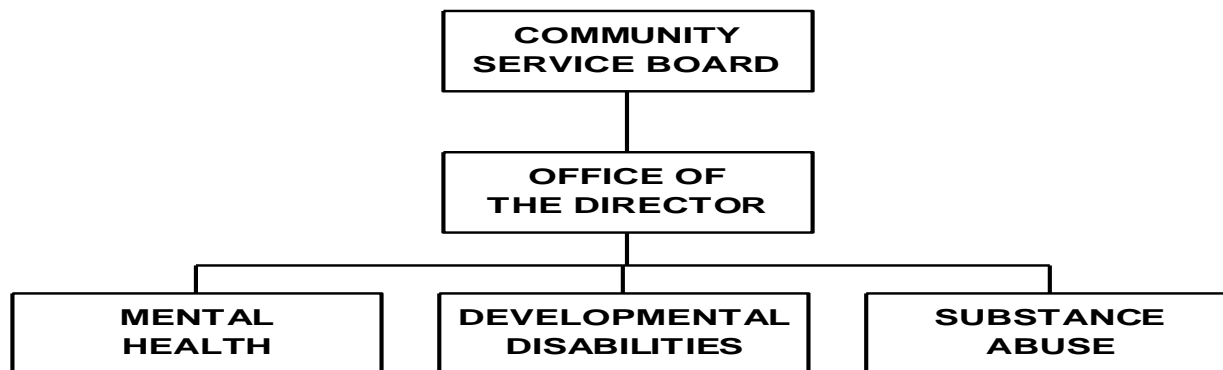 COMMUNITY
SERVICE BOARD
OFFICE OF
THE DIRECTOR
MENTAL
HEALTH
DEVELOPMENTAL
DISABILITIES
SUBSTANCE
ABUSE